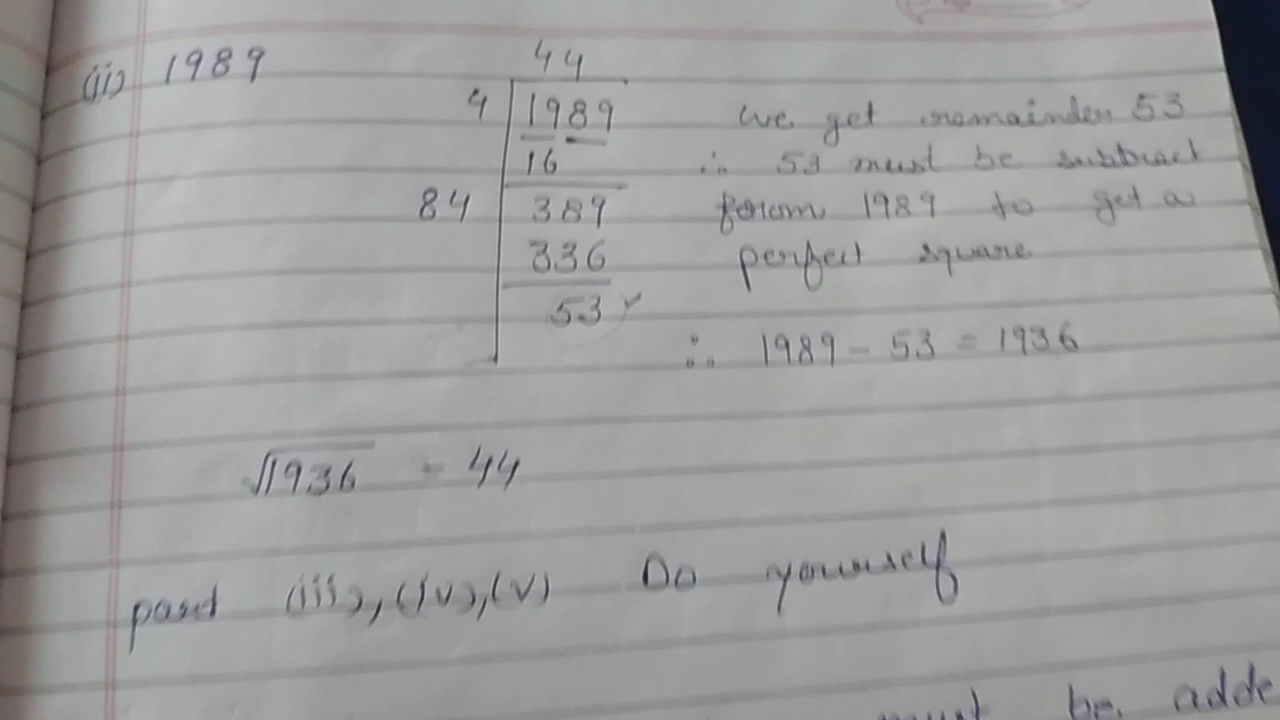 (ii) 1989
44
4 1989 We get remainder 53
16 ∴ 53 must be subtract
84 389 from 1989 to get a
336 perfect square
53 ✓
∴ 1989 - 53 = 1936
√1936 = 44
part (iii), (iv), (v) Do yourself
must be adde